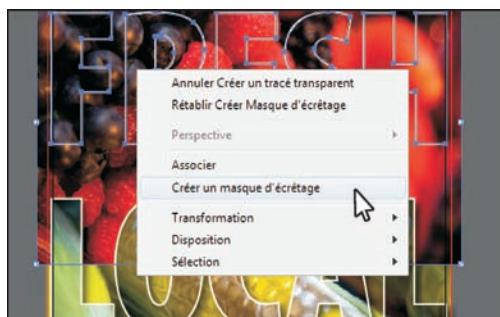 FRESH
Annuler Créer un tracé transparent
Rétablir Créer Masque d'écrêtage
Perspective
Associer
Créer un masque d'écrêtage
Transformation
Disposition
Sélection
LOCAL